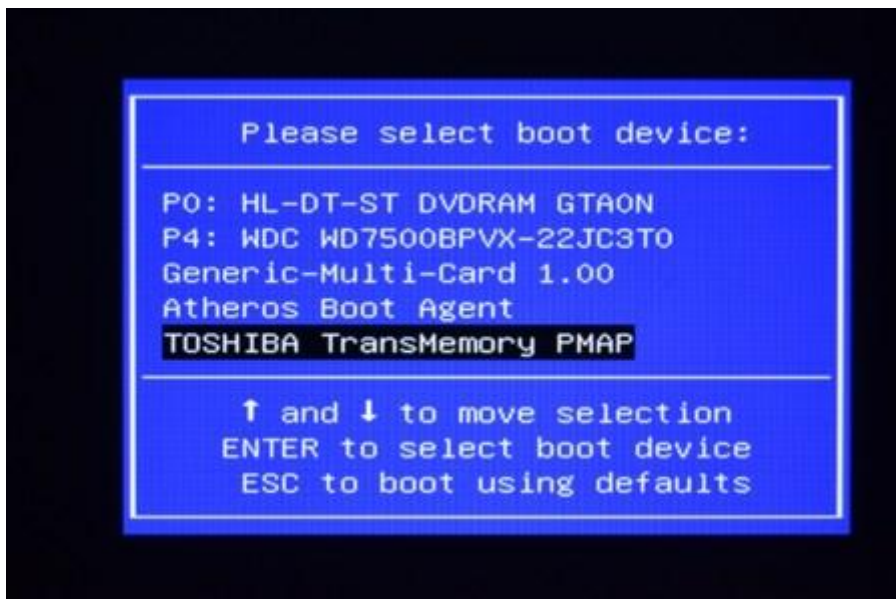 Please select boot device:
P0: HL-DT-ST DVDRAM GTA0N
P4: WDC WD7500BPVX-22JC3T0
Generic-Multi-Card 1.00
Atheros Boot Agent
TOSHIBA TransMemory PMAP
↑ and ↓ to move selection
ENTER to select boot device
ESC to boot using defaults